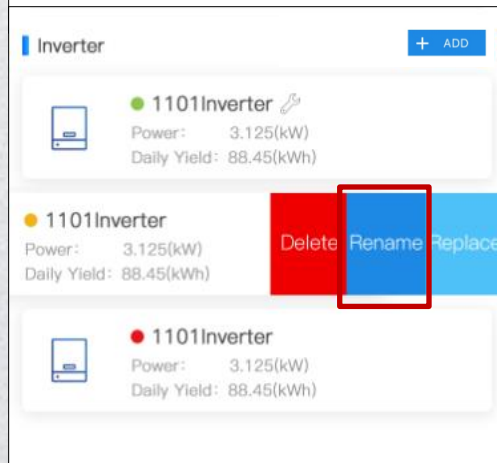 Inverter
+ ADD
1101Inverter
Power: 3.125(kW)
Daily Yield: 88.45(kWh)
1101Inverter
Power: 3.125(kW)
Daily Yield: 88.45(kWh)
Delete Rename Replace
1101Inverter
Power: 3.125(kW)
Daily Yield: 88.45(kWh)